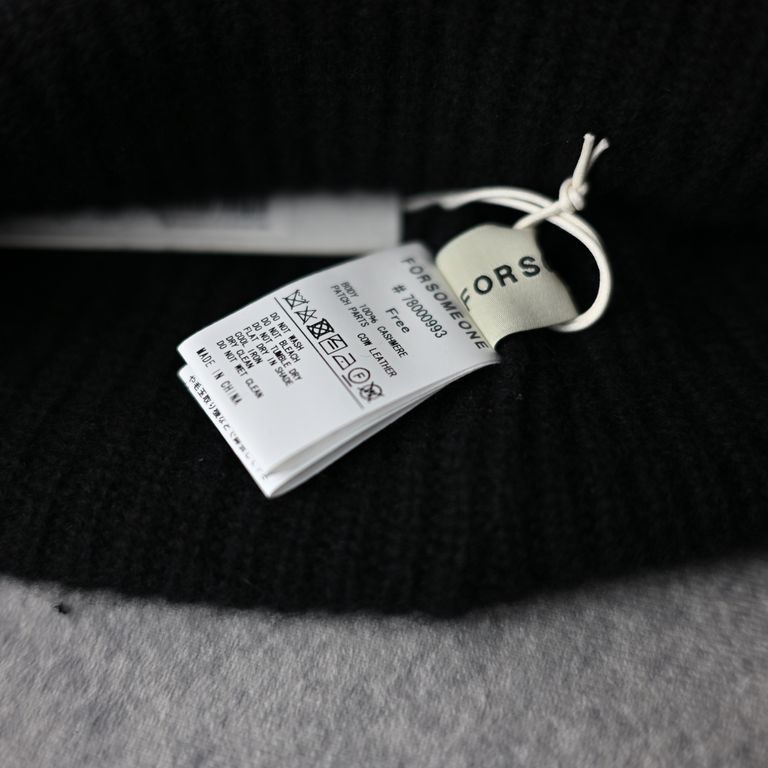 FORSOMEONE
# 78000993
Free
BODY 100% CASHMERE
PATCH PARTS COW LEATHER
DO NOT WASH
DO NOT BLEACH
DO NOT TUMBLE DRY
FLAT DRY IN SHADE
COOL IRON
DRY CLEAN
DO NOT WET CLEAN
MADE IN CHINA
FORS